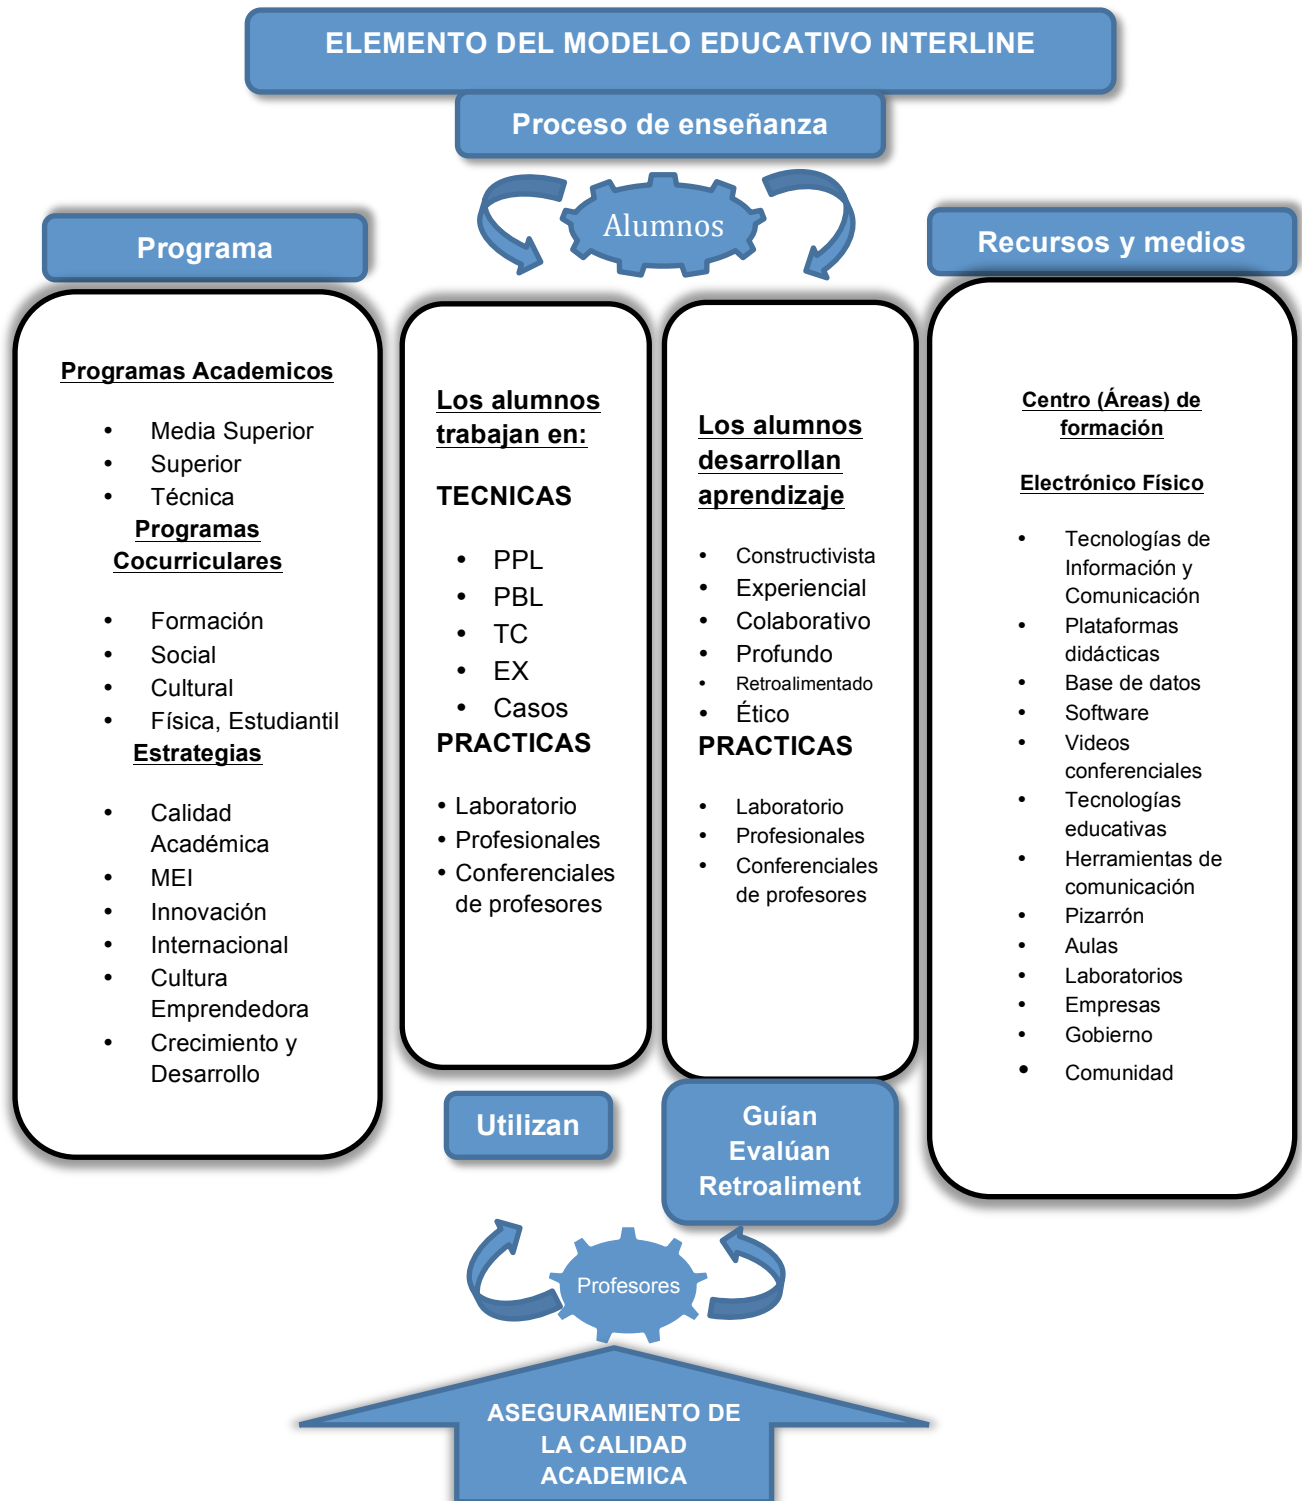 ELEMENTO DEL MODELO EDUCATIVO INTERLINE
Proceso de enseñanza
Alumnos
Programa
Programas Academicos
• Media Superior
• Superior
• Técnica
Programas
Cocurriculares
• Formación
• Social
• Cultural
• Física, Estudiantil
Estrategias
• Calidad
Académica
• MEI
• Innovación
• Internacional
• Cultura
Emprendedora
• Crecimiento y
Desarrollo
Los alumnos
trabajan en:
TECNICAS
• PPL
• PBL
• TC
• EX
• Casos
PRACTICAS
• Laboratorio
• Profesionales
• Conferenciales
de profesores
Utilizan
Los alumnos
desarrollan
aprendizaje
• Constructivista
• Experiencial
• Colaborativo
• Profundo
• Retroalimentado
• Ético
PRACTICAS
• Laboratorio
• Profesionales
• Conferenciales
de profesores
Guían
Evalúan
Retroaliment
Recursos y medios
Centro (Áreas) de
formación
Electrónico Físico
• Tecnologías de
Información y
Comunicación
• Plataformas
didácticas
• Base de datos
• Software
• Videos
conferenciales
• Tecnologías
educativas
• Herramientas de
comunicación
• Pizarrón
• Aulas
• Laboratorios
• Empresas
• Gobierno
• Comunidad
Profesores
ASEGURAMIENTO DE
LA CALIDAD
ACADEMICA